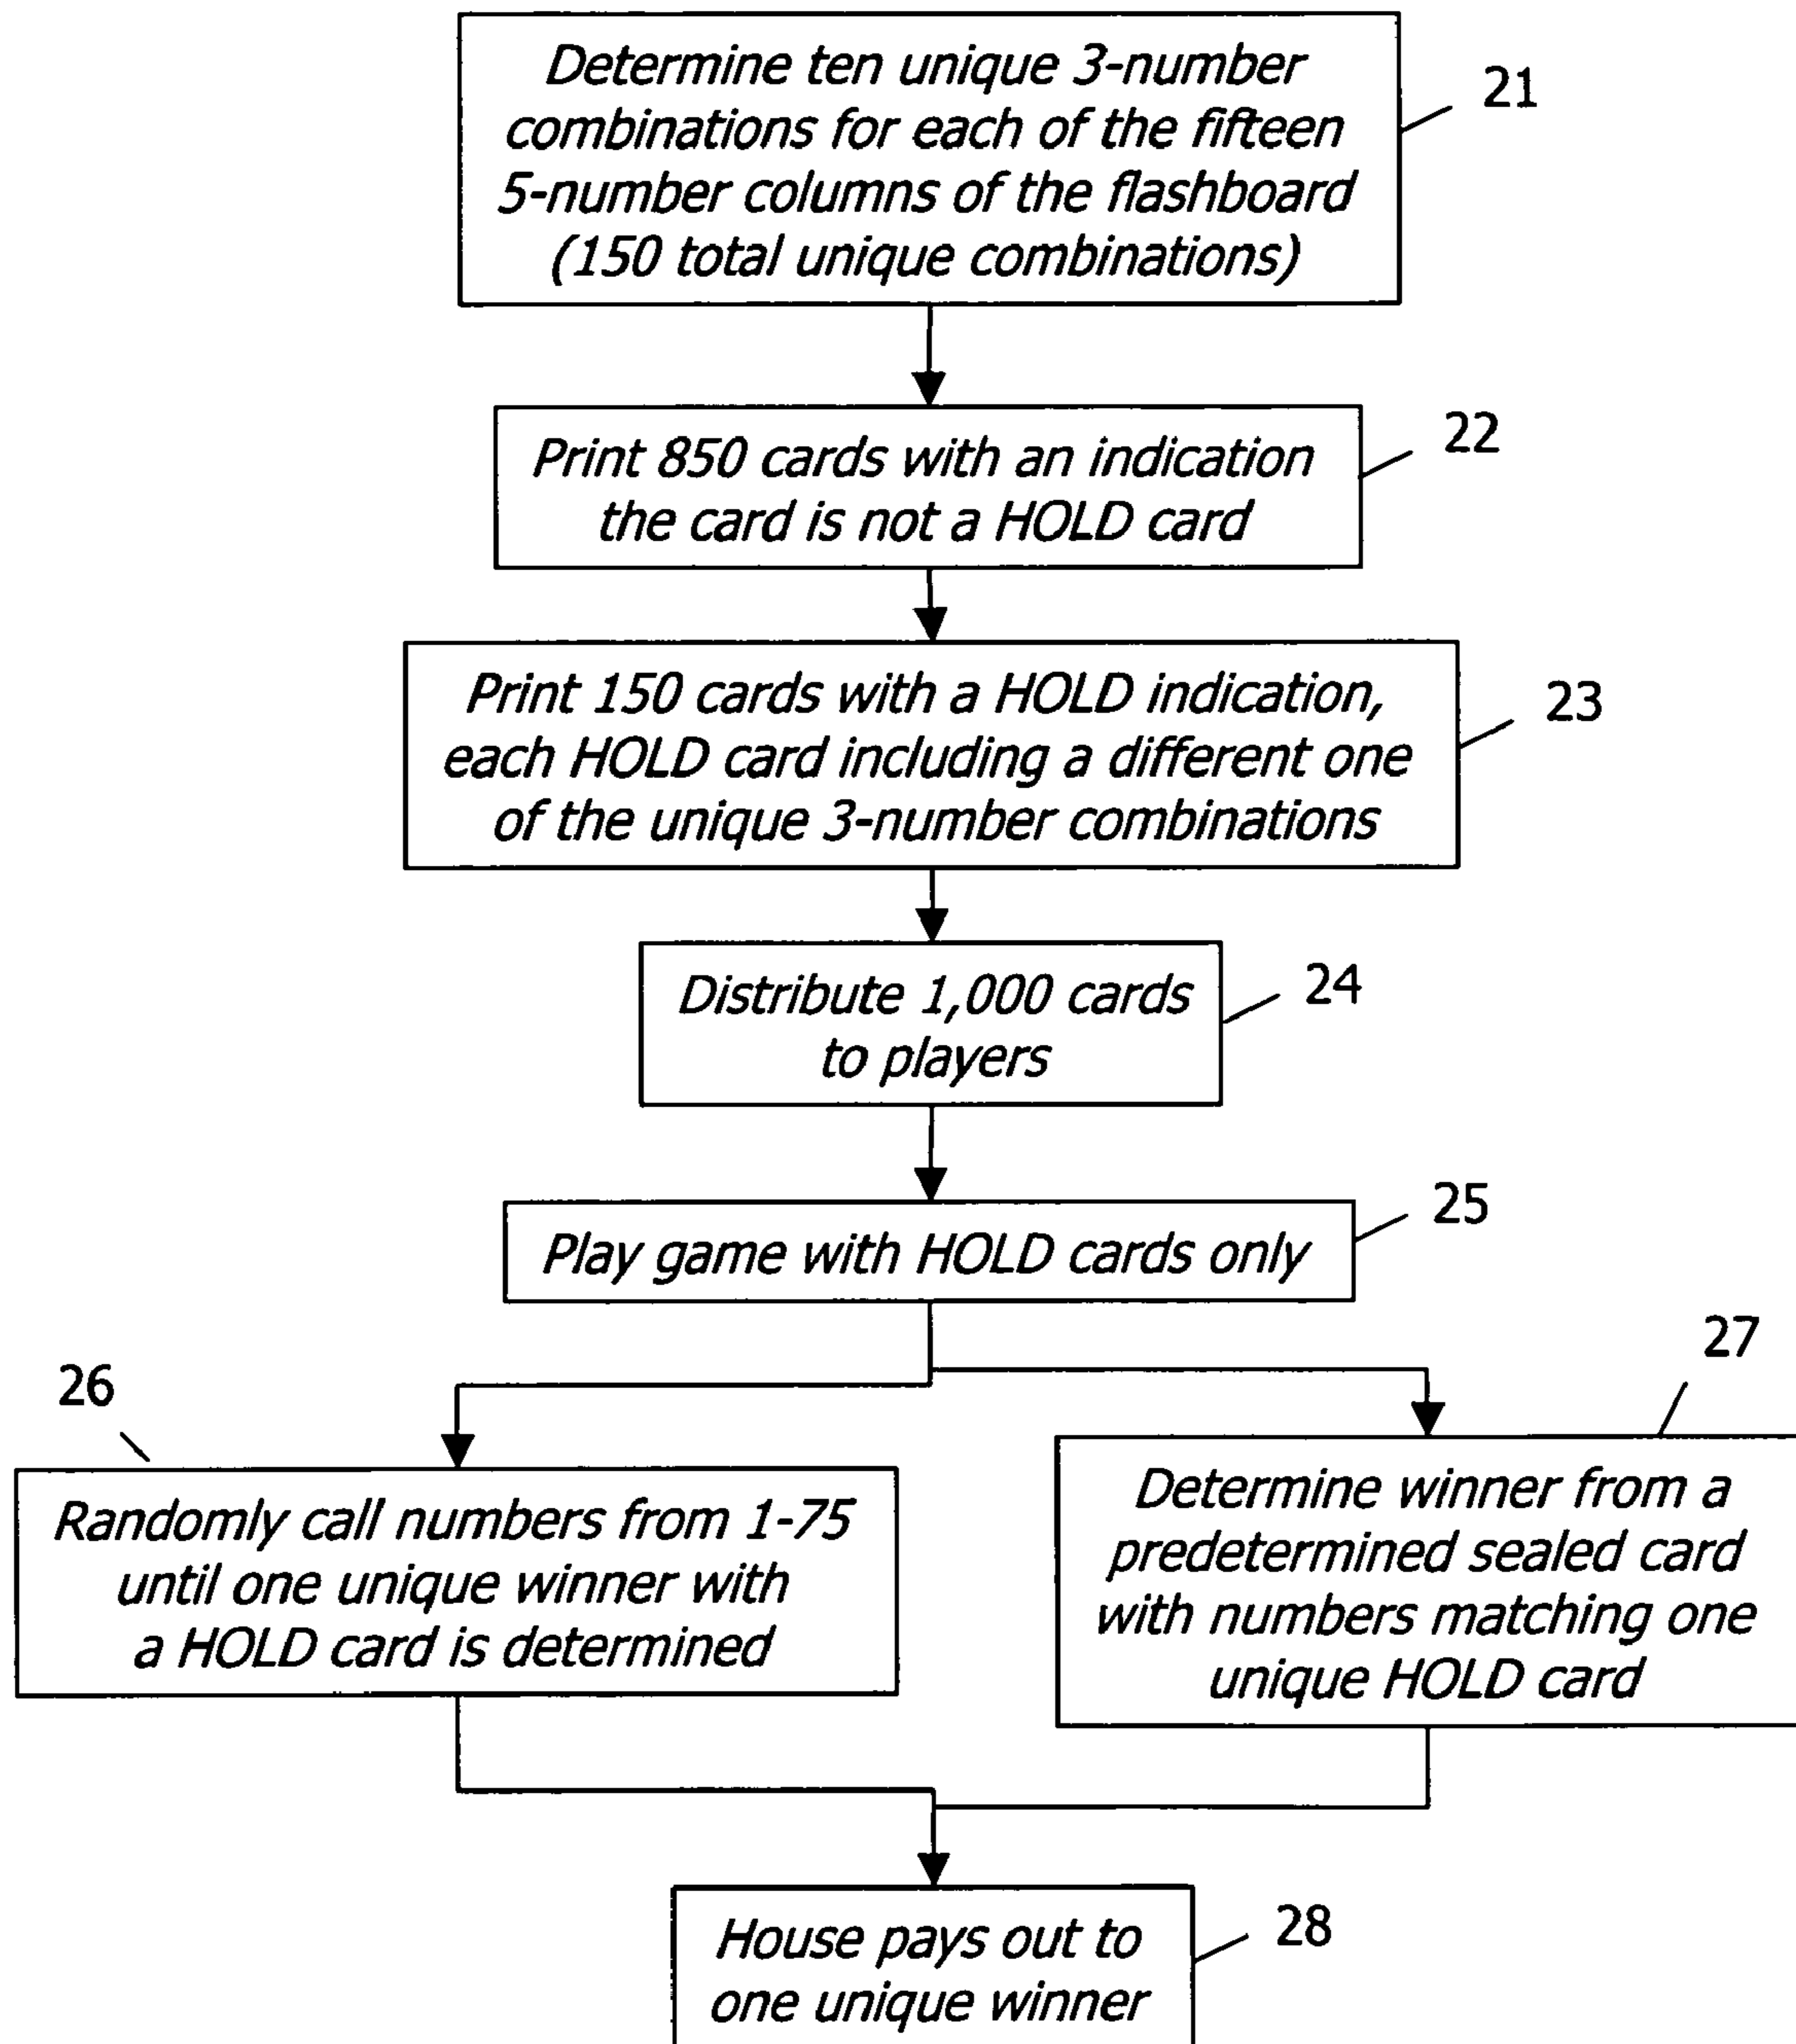 Determine ten unique 3-number
combinations for each of the fifteen
5-number columns of the flashboard
(150 total unique combinations)
21
Print 850 cards with an indication
the card is not a HOLD card
22
Print 150 cards with a HOLD indication,
each HOLD card including a different one
of the unique 3-number combinations
23
Distribute 1,000 cards
to players
24
Play game with HOLD cards only
25
26
Randomly call numbers from 1-75
until one unique winner with
a HOLD card is determined
27
Determine winner from a
predetermined sealed card
with numbers matching one
unique HOLD card
House pays out to
one unique winner
28